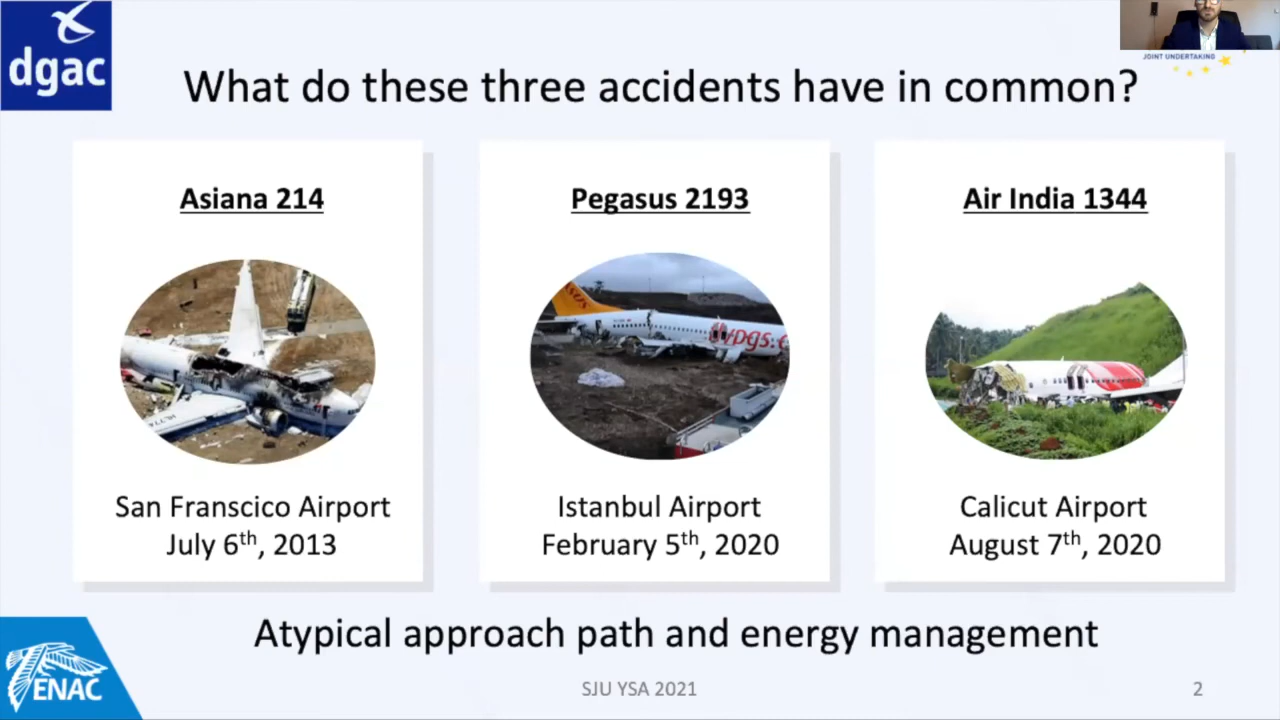 dgac
JOINT UNDERTAKING
What do these three accidents have in common?
Asiana 214
San Franscico Airport
July 6th, 2013
Pegasus 2193
flypgs.c
Istanbul Airport
February 5th, 2020
Air India 1344
Calicut Airport
August 7th, 2020
Atypical approach path and energy management
ENAC
SJU YSA 2021
2